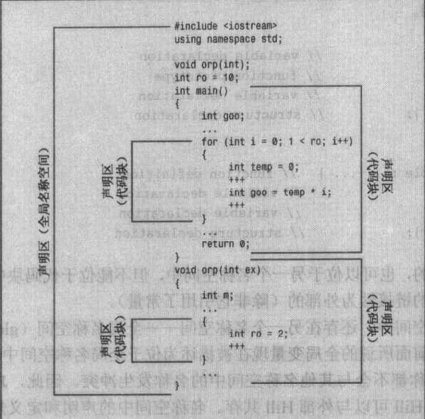 #include <iostream>
using namespace std;
void orp(int);
int ro = 10;
int main()
{
int goo;
...
for (int i = 0; 1 < ro; i++)
{
int temp = 0;
+++
int goo = temp * i;
+++
}
...
return 0;
}
void orp(int ex)
{
int m;
...
{
int ro = 2;
+++
}
...
}
声明区（全局名称空间）
声明区
（代码块）
声明区
（代码块）
声明区
（代码块）
声明区
（代码块）